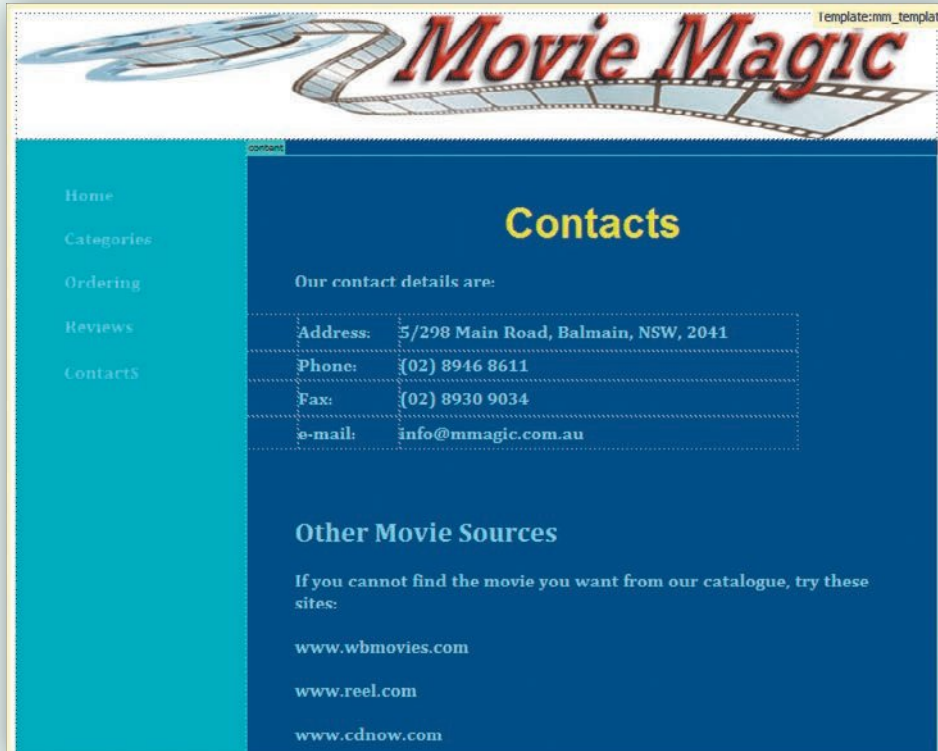 Template:mm_templat
Movie Magic
content
Home
Categories
Ordering
Reviews
ContactS
Contacts
Our contact details are:
Address: 5/298 Main Road, Balmain, NSW, 2041
Phone: (02) 8946 8611
Fax: (02) 8930 9034
e-mail: info@mmagic.com.au
Other Movie Sources
If you cannot find the movie you want from our catalogue, try these
sites:
www.wbmovies.com
www.reel.com
www.cdnow.com